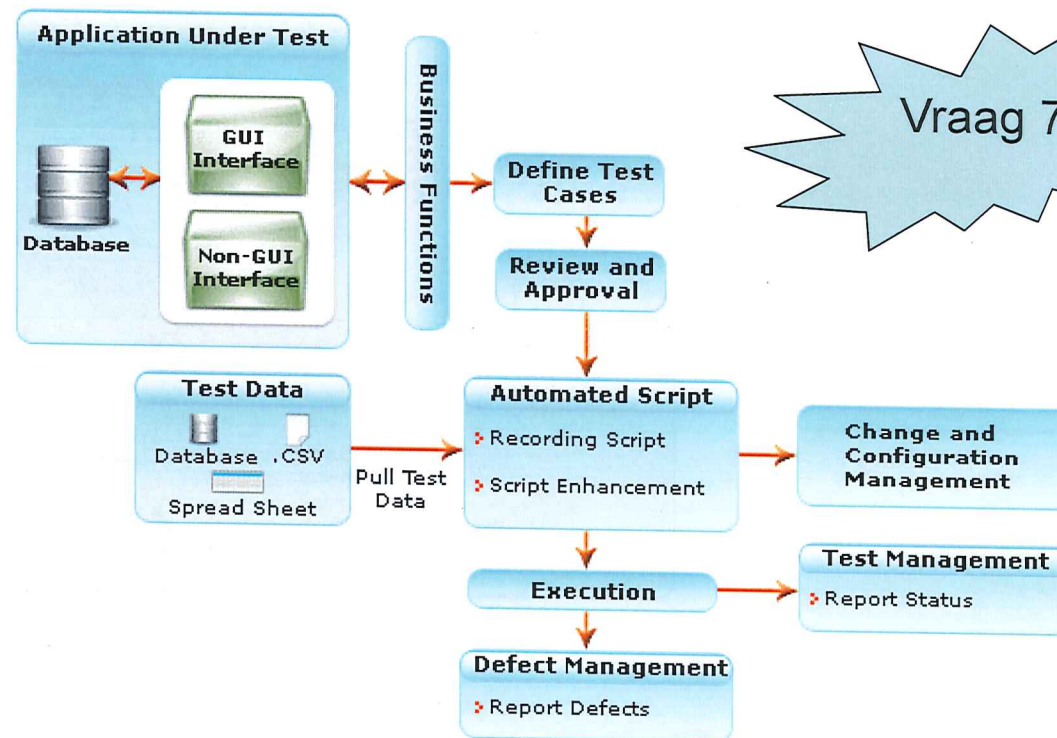 Application Under Test
Database
GUI
Interface
Non-GUI
Interface
Business Functions
Define Test
Cases
Review and
Approval
Vraag 7
Test Data
Database .CSV
Spread Sheet
Pull Test
Data
Automated Script
Recording Script
Script Enhancement
Change and
Configuration
Management
Execution
Test Management
Report Status
Defect Management
Report Defects